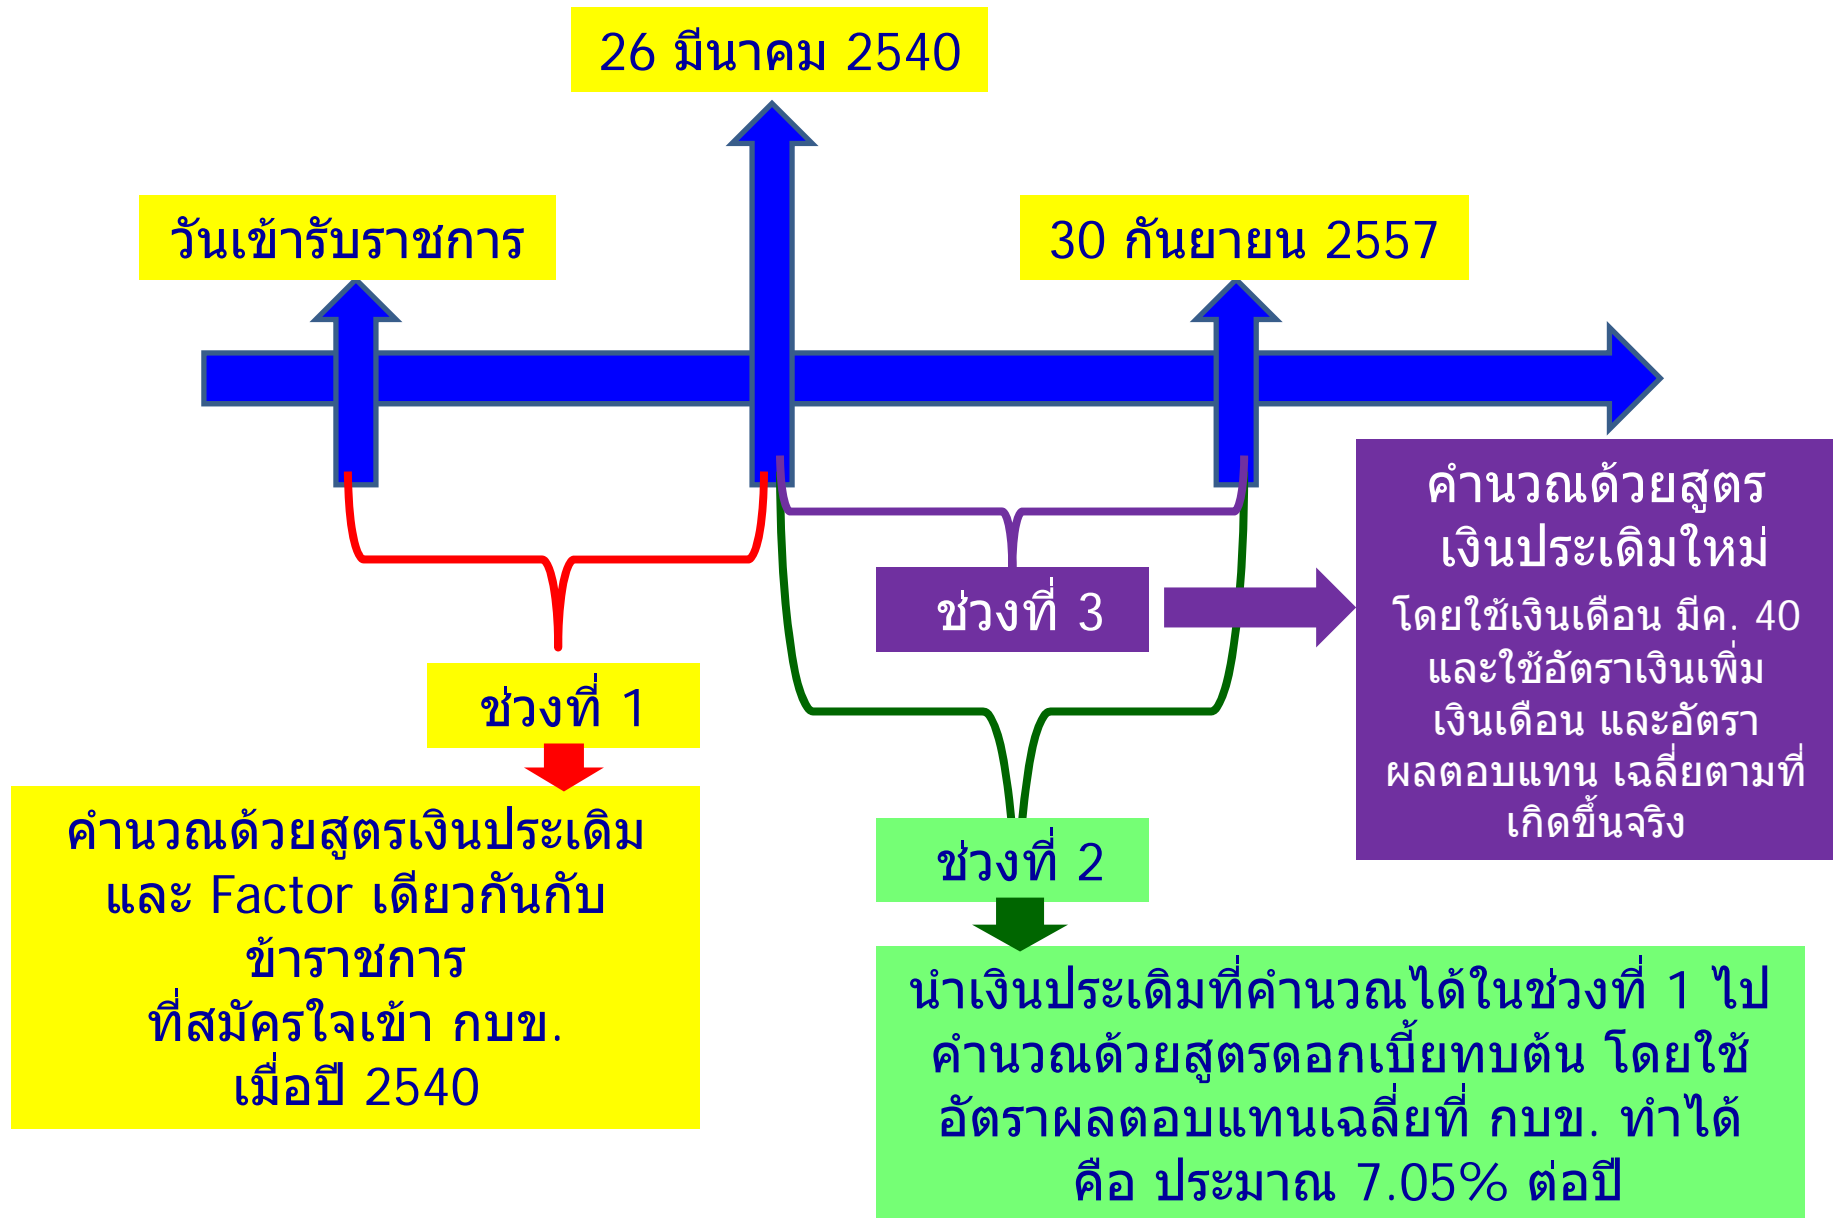 26 มีนาคม 2540
วันเข้ารับราชการ
30 กันยายน 2557
คำนวณด้วยสูตร
เงินประเดิมใหม่
โดยใช้เงินเดือน มีค. 40
และใช้อัตราเงินเพิ่ม
เงินเดือน และอัตรา
ผลตอบแทน เฉลี่ยตามที่
เกิดขึ้นจริง
ช่วงที่ 3
ช่วงที่ 1
คำนวณด้วยสูตรเงินประเดิม
และ Factor เดียวกันกับ
ข้าราชการ
ที่สมัครใจเข้า กบข.
เมื่อปี 2540
ช่วงที่ 2
นำเงินประเดิมที่คำนวณได้ในช่วงที่ 1 ไป
คำนวณด้วยสูตรดอกเบี้ยทบต้น โดยใช้
อัตราผลตอบแทนเฉลี่ยที่ กบข. ทำได้
คือ ประมาณ 7.05% ต่อปี